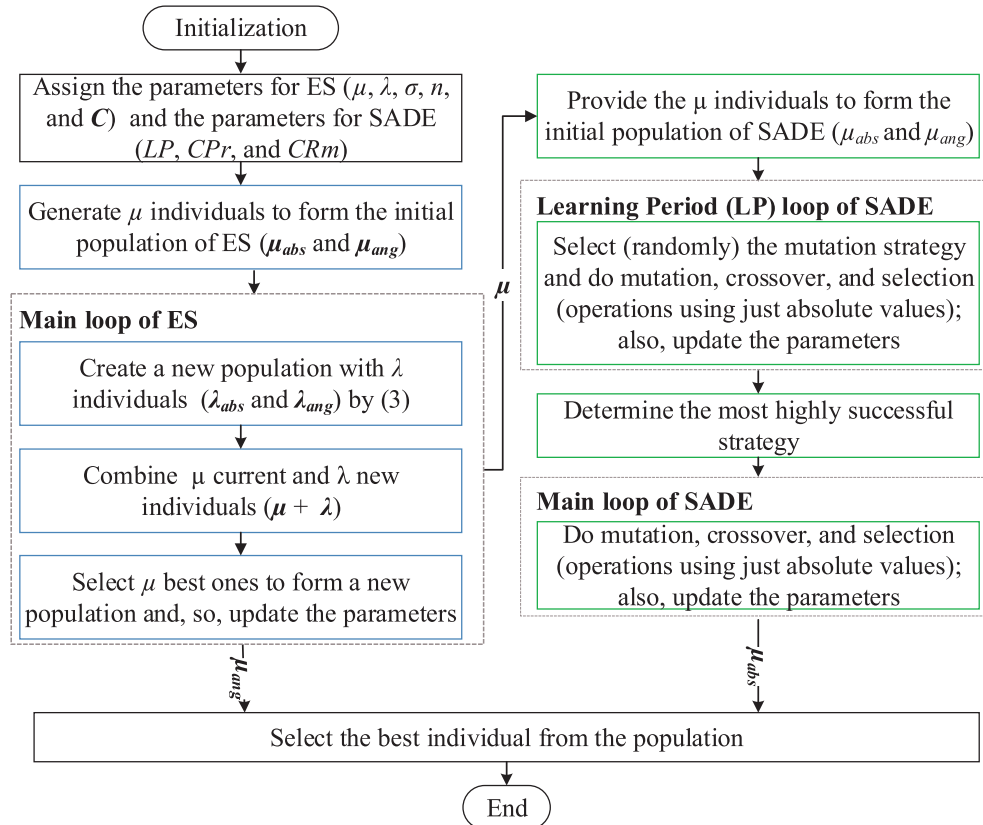 Initialization
Assign the parameters for ES (μ, λ, σ, n,
and C) and the parameters for SADE
(LP, CPr, and CRm)
Generate μ individuals to form the initial
population of ES (μabs and μang)
Main loop of ES
Create a new population with λ
individuals (λabs and λang) by (3)
Combine μ current and λ new
individuals (μ + λ)
Select μ best ones to form a new
population and, so, update the parameters
μ
Provide the μ individuals to form the
initial population of SADE (μabs and μang)
Learning Period (LP) loop of SADE
Select (randomly) the mutation strategy
and do mutation, crossover, and selection
(operations using just absolute values);
also, update the parameters
Determine the most highly successful
strategy
Main loop of SADE
Do mutation, crossover, and selection
(operations using just absolute values);
also, update the parameters
μang
μabs
Select the best individual from the population
End